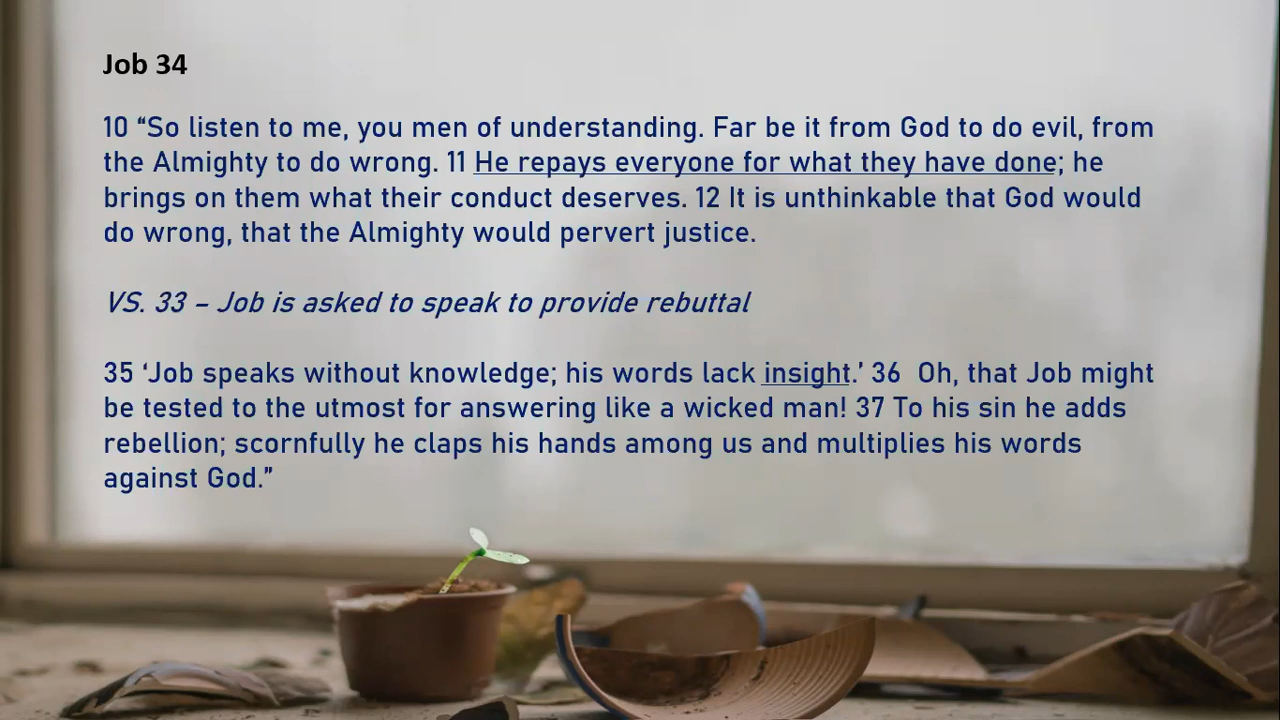 Job 34
10 “So listen to me, you men of understanding. Far be it from God to do evil, from
the Almighty to do wrong. 11 He repays everyone for what they have done; he
brings on them what their conduct deserves. 12 It is unthinkable that God would
do wrong, that the Almighty would pervert justice.
VS. 33 – Job is asked to speak to provide rebuttal
35 ‘Job speaks without knowledge; his words lack insight.’ 36  Oh, that Job might
be tested to the utmost for answering like a wicked man! 37 To his sin he adds
rebellion; scornfully he claps his hands among us and multiplies his words
against God.”